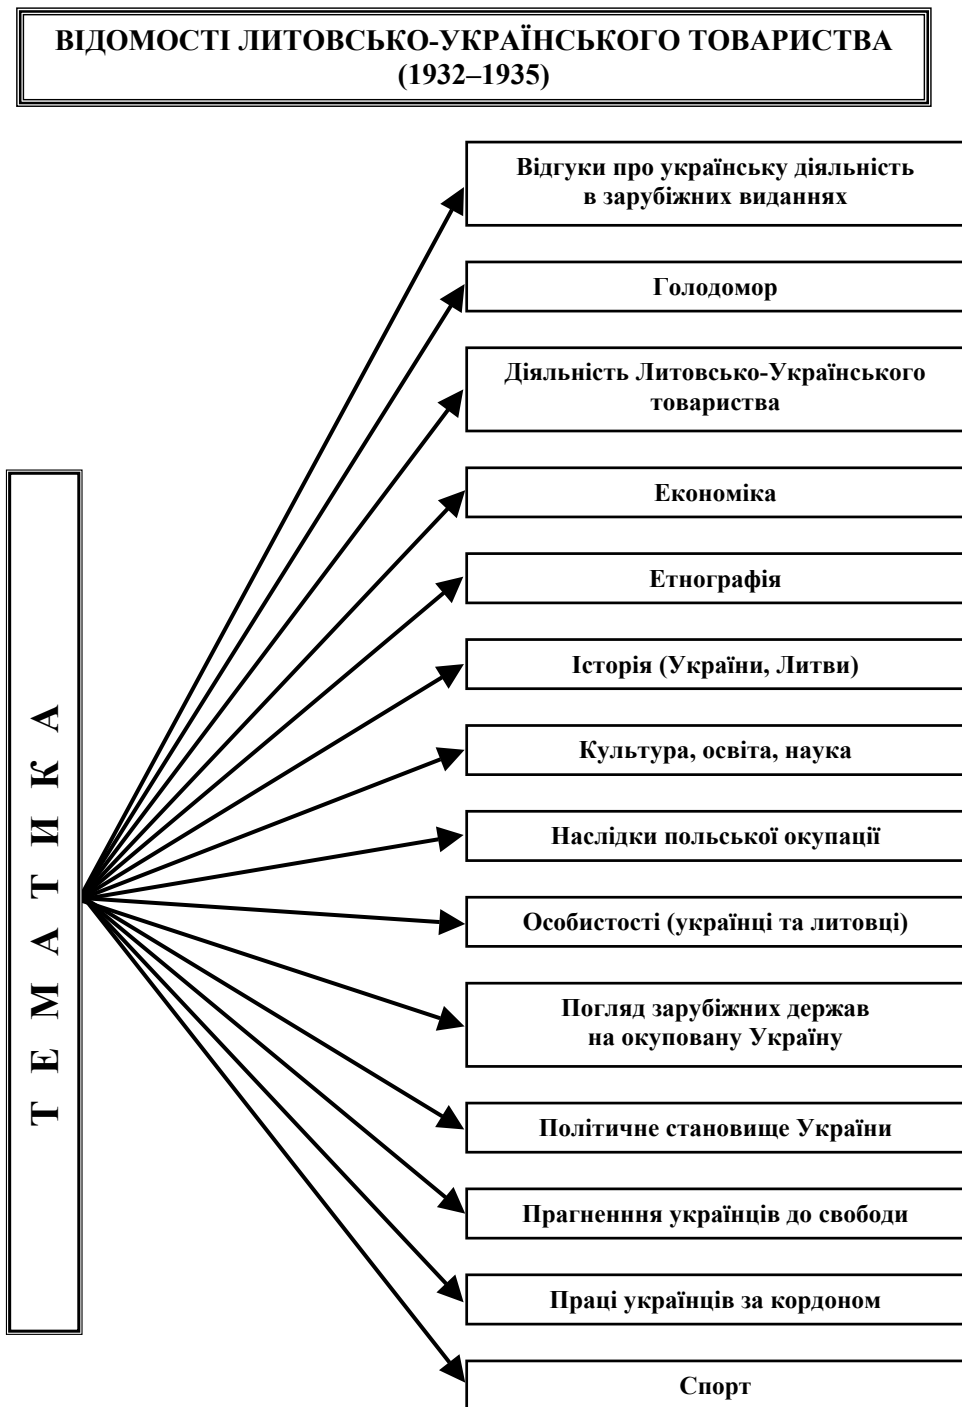 ВІДОМОСТІ ЛИТОВСЬКО-УКРАЇНСЬКОГО ТОВАРИСТВА
(1932–1935)
Відгуки про українську діяльність
в зарубіжних виданнях
Голодомор
Діяльність Литовсько-Українського
товариства
Економіка
Етнографія
Історія (України, Литви)
Культура, освіта, наука
Наслідки польської окупації
Особистості (українці та литовці)
Погляд зарубіжних держав
на окуповану Україну
Політичне становище України
Прагненння українців до свободи
Праці українців за кордоном
Спорт
Т Е М А Т И К А